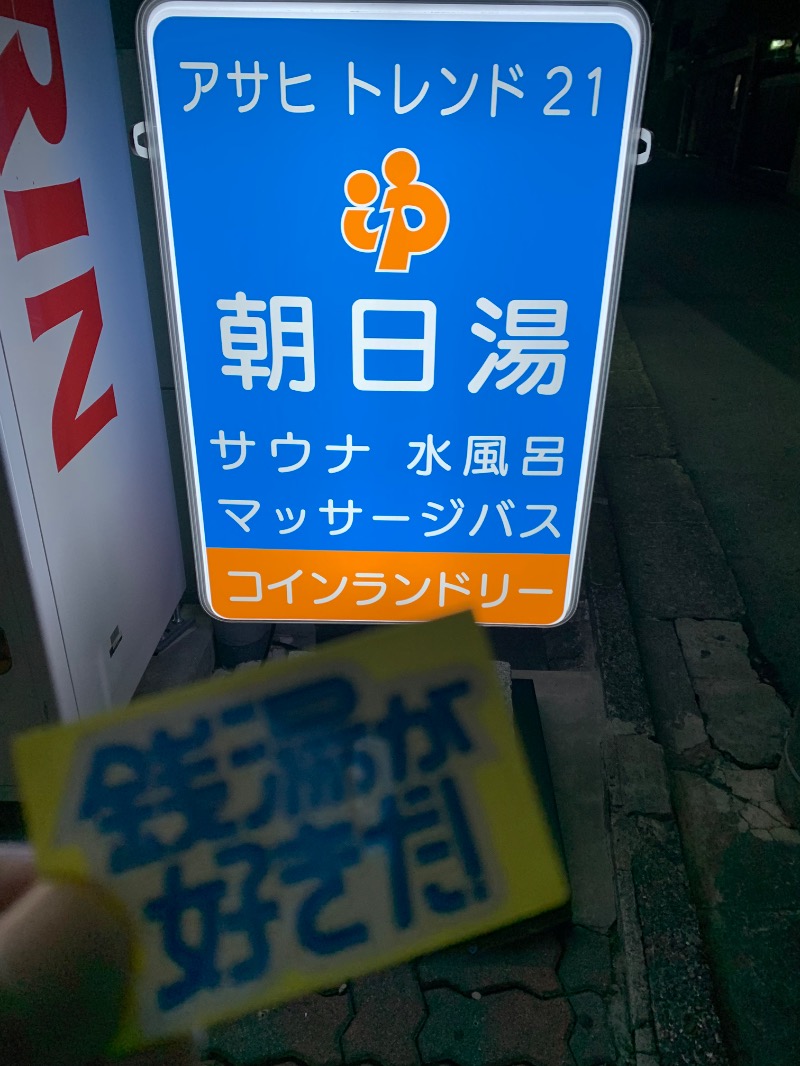 アサヒ トレンド 21
ゆ
朝日湯
サウナ 水風呂
マッサージバス
コインランドリー
RIN
銭湯が
好きだ!